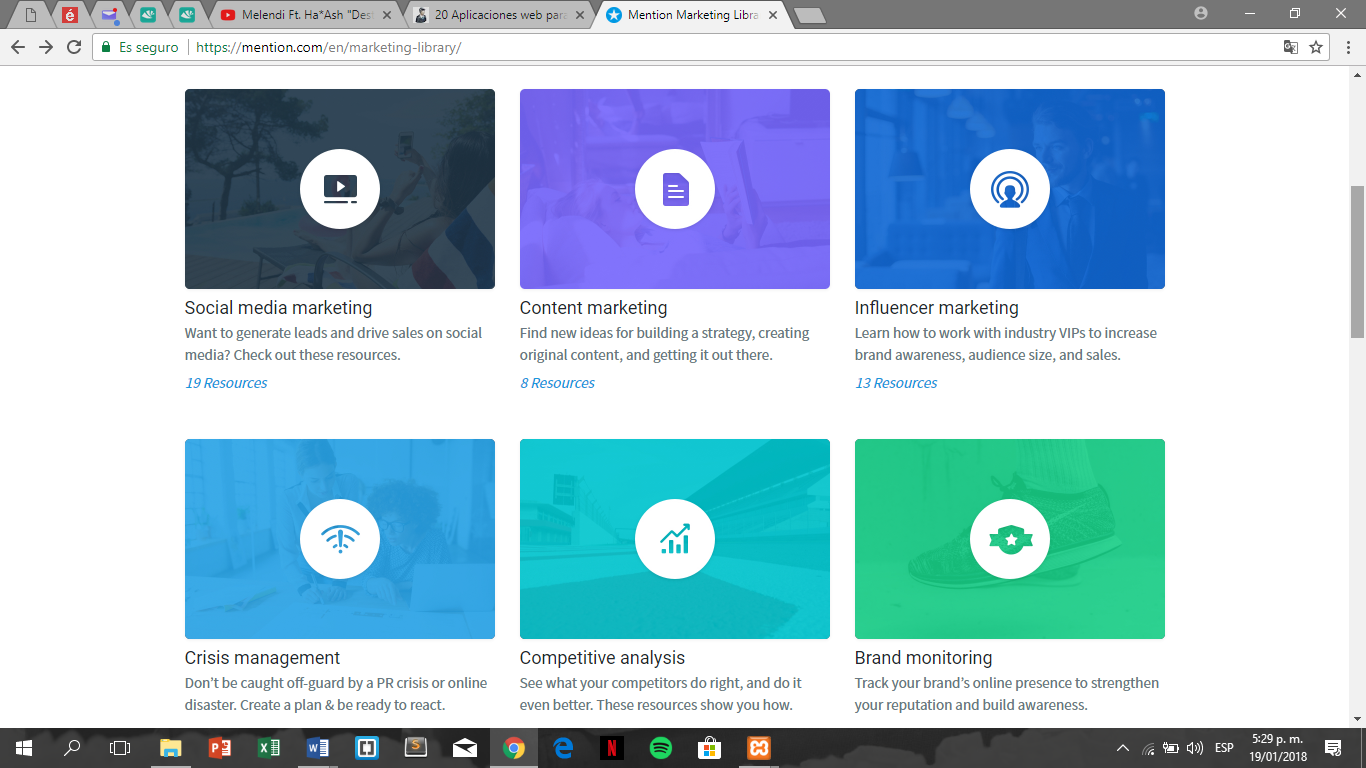 Melendi Ft. Ha*Ash "Des
20 Aplicaciones web para
Mention Marketing Libra
Es seguro
https://mention.com/en/marketing-library/
Social media marketing
Want to generate leads and drive sales on social
media? Check out these resources.
19 Resources
Content marketing
Find new ideas for building a strategy, creating
original content, and getting it out there.
8 Resources
Influencer marketing
Learn how to work with industry VIPs to increase
brand awareness, audience size, and sales.
13 Resources
Crisis management
Don’t be caught off-guard by a PR crisis or online
disaster. Create a plan & be ready to react.
Competitive analysis
See what your competitors do right, and do it
even better. These resources show you how.
Brand monitoring
Track your brand’s online presence to strengthen
your reputation and build awareness.
ESP
5:29 p. m.
19/01/2018